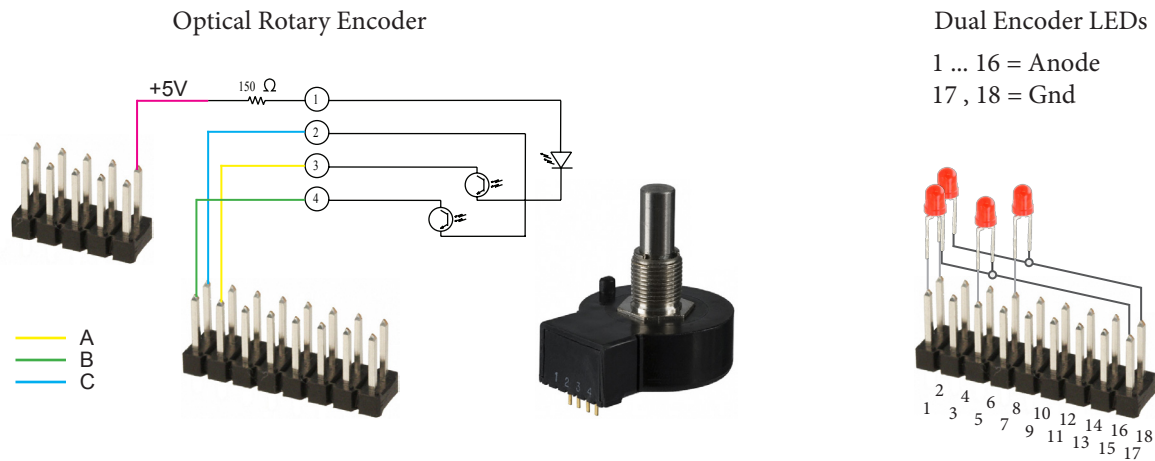 Optical Rotary Encoder
Dual Encoder LEDs
1 ... 16 = Anode
17 , 18 = Gnd
+5V
150 Ω
1
2
3
4
A
B
C
1 2 3 4
1 2 3 4 5 6 7 8 9 10 11 12 13 14 15 16 17 18